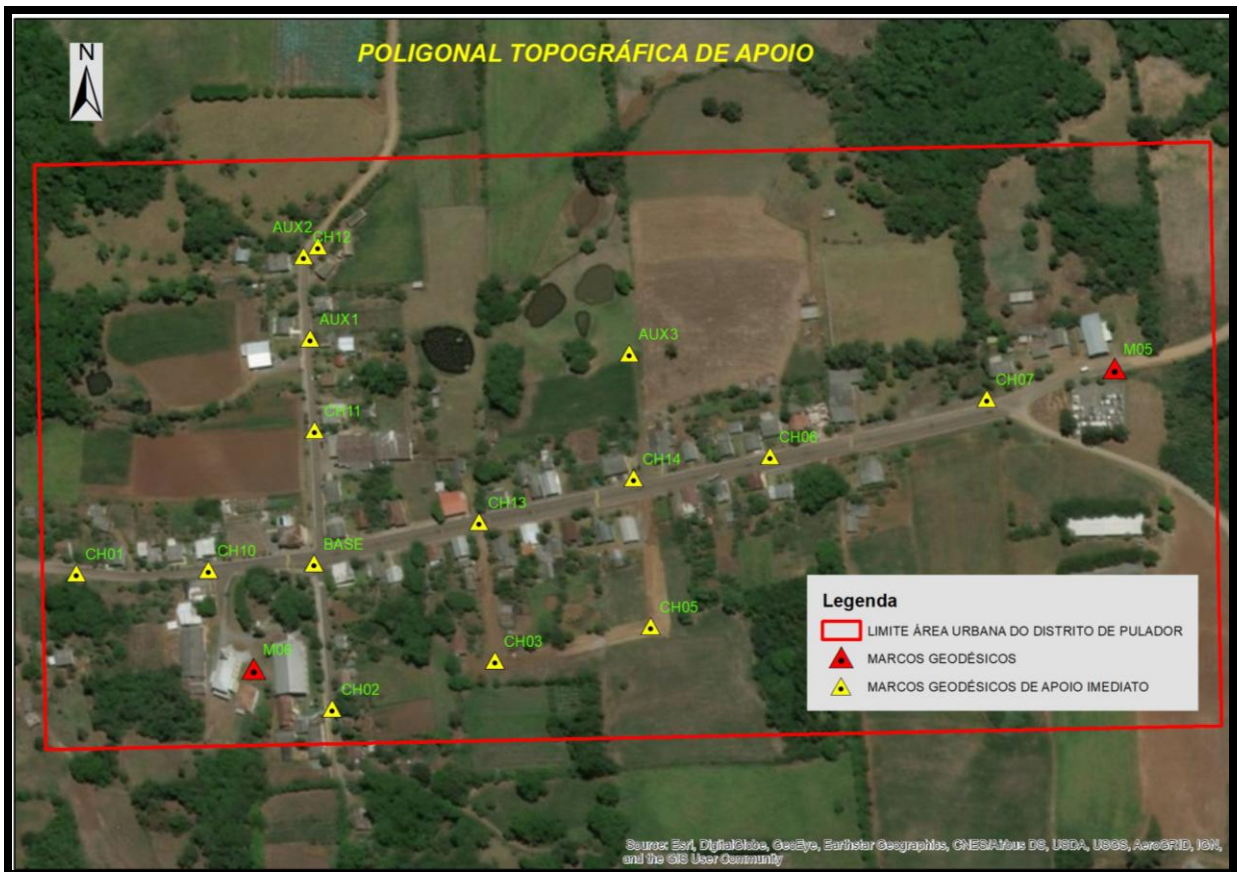 N
POLIGONAL TOPOGRÁFICA DE APOIO
AUX2
CH12
AUX1
AUX3
M05
CH07
CH11
CH06
CH14
CH13
BASE
CH01
CH10
CH05
CH03
M06
CH02
Legenda
LIMITE ÁREA URBANA DO DISTRITO DE PULADOR
MARCOS GEODÉSICOS
MARCOS GEODÉSICOS DE APOIO IMEDIATO
Source: Esri, DigitalGlobe, GeoEye, Earthstar Geographics, CNES/Airbus DS, USDA, USGS, AeroGRID, IGN,
and the GIS User Community